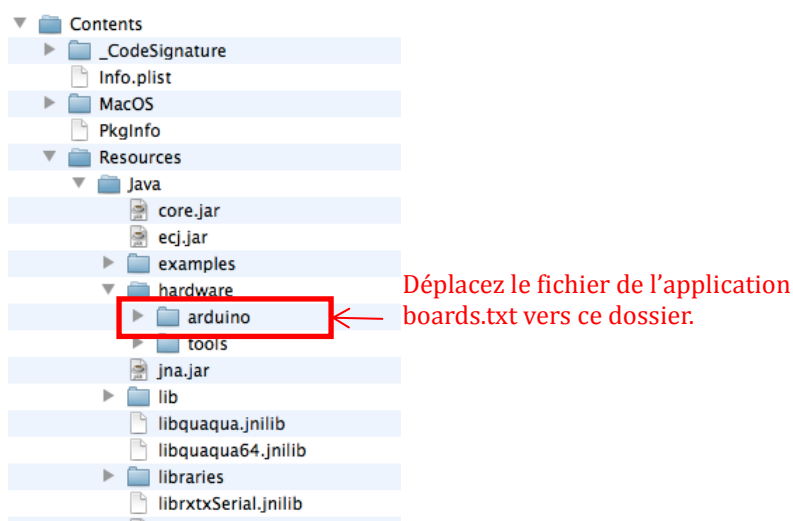 Contents
_CodeSignature
Info.plist
MacOS
PkgInfo
Resources
Java
core.jar
ecj.jar
examples
hardware
arduino
tools
jna.jar
lib
libquaqua.jnilib
libquaqua64.jnilib
libraries
librxtxSerial.jnilib
Déplacez le fichier de l’application
boards.txt vers ce dossier.